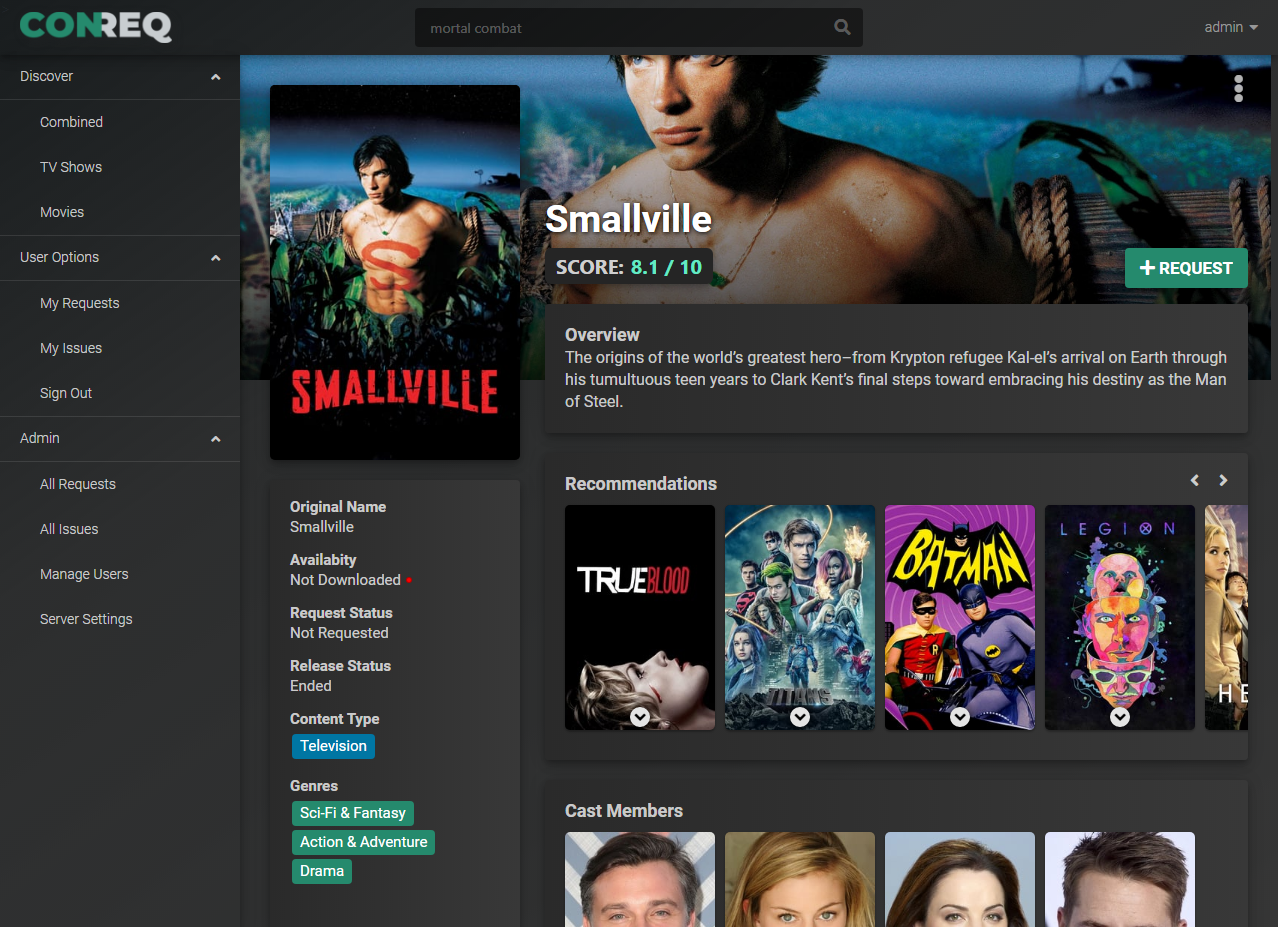 CONREQ
mortal combat
admin
Discover
Combined
TV Shows
Movies
User Options
My Requests
My Issues
Sign Out
Admin
All Requests
All Issues
Manage Users
Server Settings
SMALLVILLE
Original Name
Smallville
Availabity
Not Downloaded
Request Status
Not Requested
Release Status
Ended
Content Type
Television
Genres
Sci-Fi & Fantasy
Action & Adventure
Drama
Smallville
SCORE: 8.1 / 10
REQUEST
Overview
The origins of the world’s greatest hero–from Krypton refugee Kal-el’s arrival on Earth through
his tumultuous teen years to Clark Kent’s final steps toward embracing his destiny as the Man
of Steel.
Recommendations
TRUE BLOOD
TITANS
BATMAN
R
LEGION
HE
Cast Members